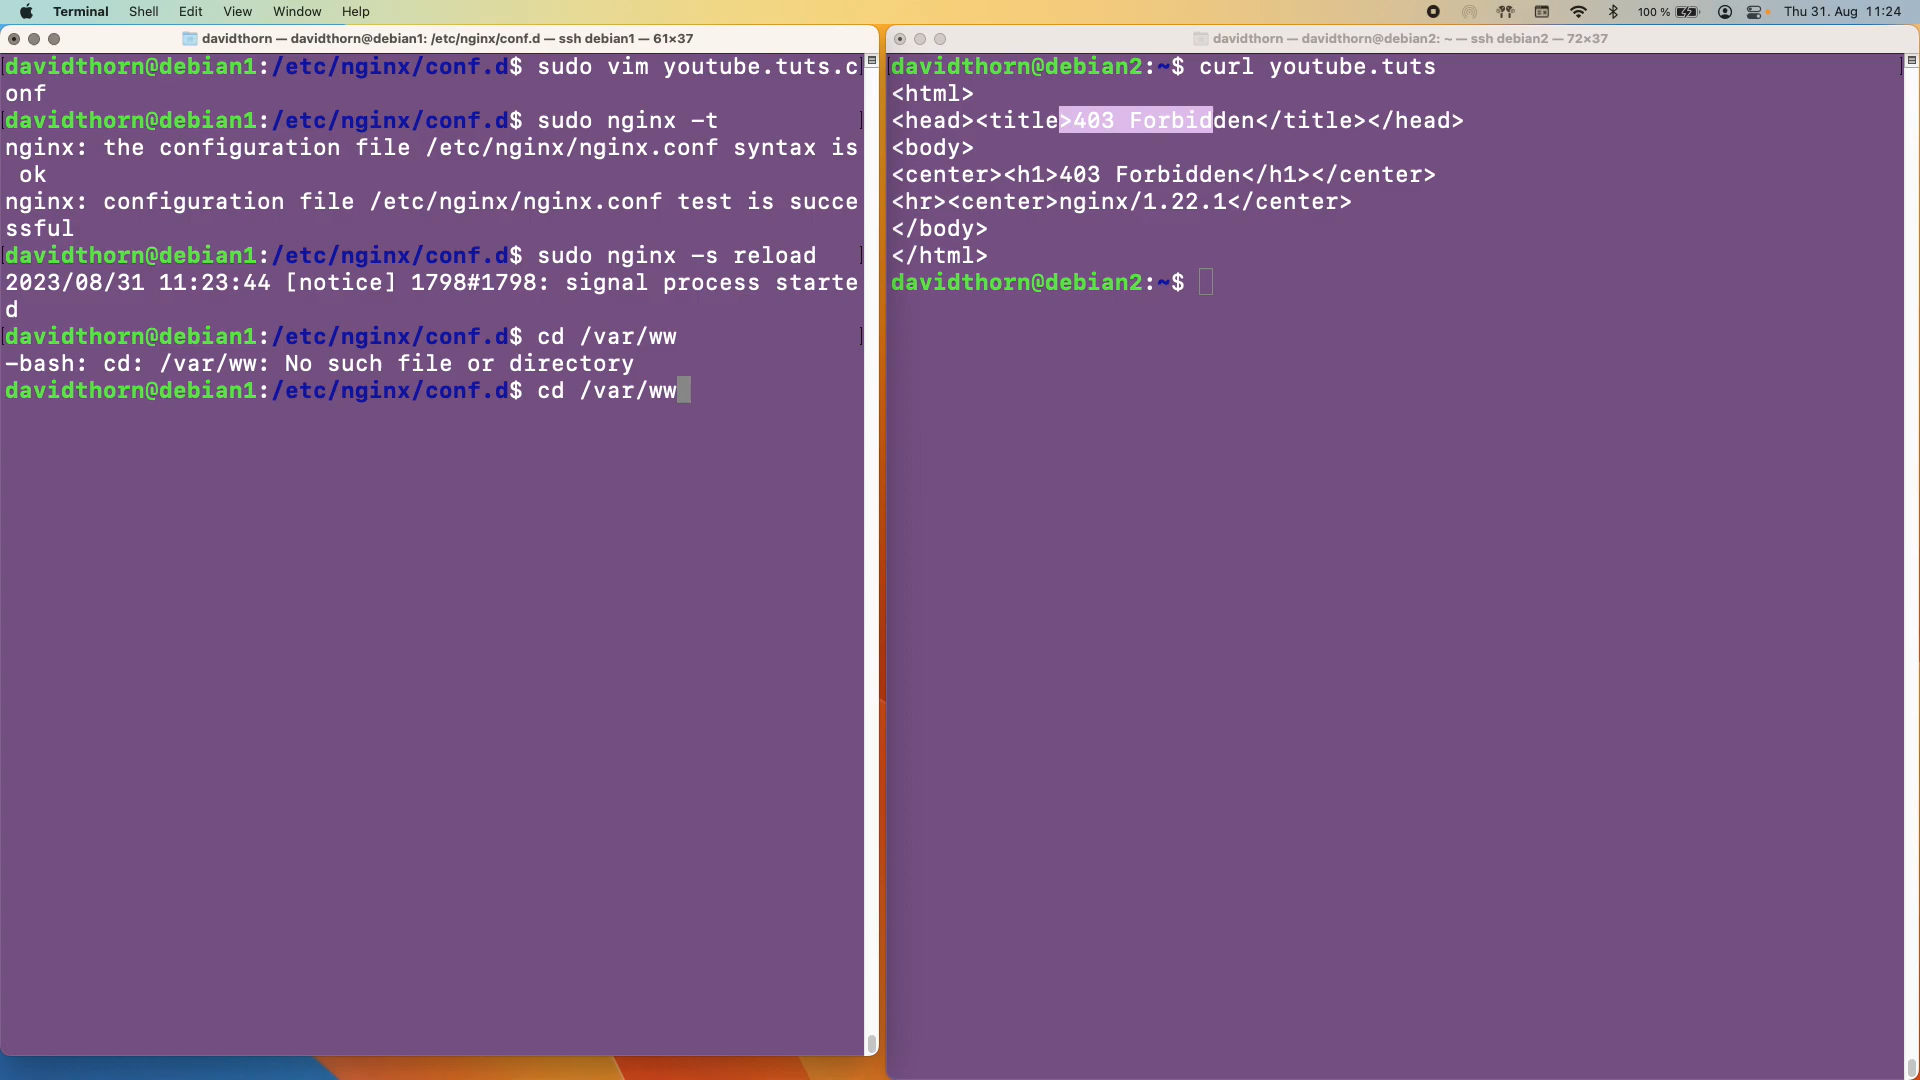 Terminal Shell Edit View Window Help 100 % Thu 31. Aug 11:24
davidthorn — davidthorn@debian1: /etc/nginx/conf.d — ssh debian1 — 61×37
davidthorn@debian1:/etc/nginx/conf.d$ sudo vim youtube.tuts.c
onf
davidthorn@debian1:/etc/nginx/conf.d$ sudo nginx -t
nginx: the configuration file /etc/nginx/nginx.conf syntax is
ok
nginx: configuration file /etc/nginx/nginx.conf test is succe
ssful
davidthorn@debian1:/etc/nginx/conf.d$ sudo nginx -s reload
2023/08/31 11:23:44 [notice] 1798#1798: signal process starte
d
davidthorn@debian1:/etc/nginx/conf.d$ cd /var/ww
-bash: cd: /var/ww: No such file or directory
davidthorn@debian1:/etc/nginx/conf.d$ cd /var/ww
davidthorn — davidthorn@debian2: ~ — ssh debian2 — 72×37
davidthorn@debian2:~$ curl youtube.tuts
<html>
<head><title>403 Forbidden</title></head>
<body>
<center><h1>403 Forbidden</h1></center>
<hr><center>nginx/1.22.1</center>
</body>
</html>
davidthorn@debian2:~$